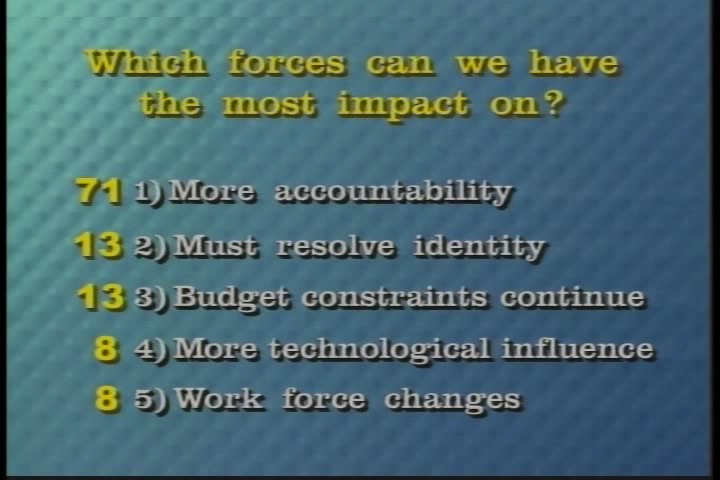 Which forces can we have
the most impact on?
71 1) More accountability
13 2) Must resolve identity
13 3) Budget constraints continue
8 4) More technological influence
8 5) Work force changes